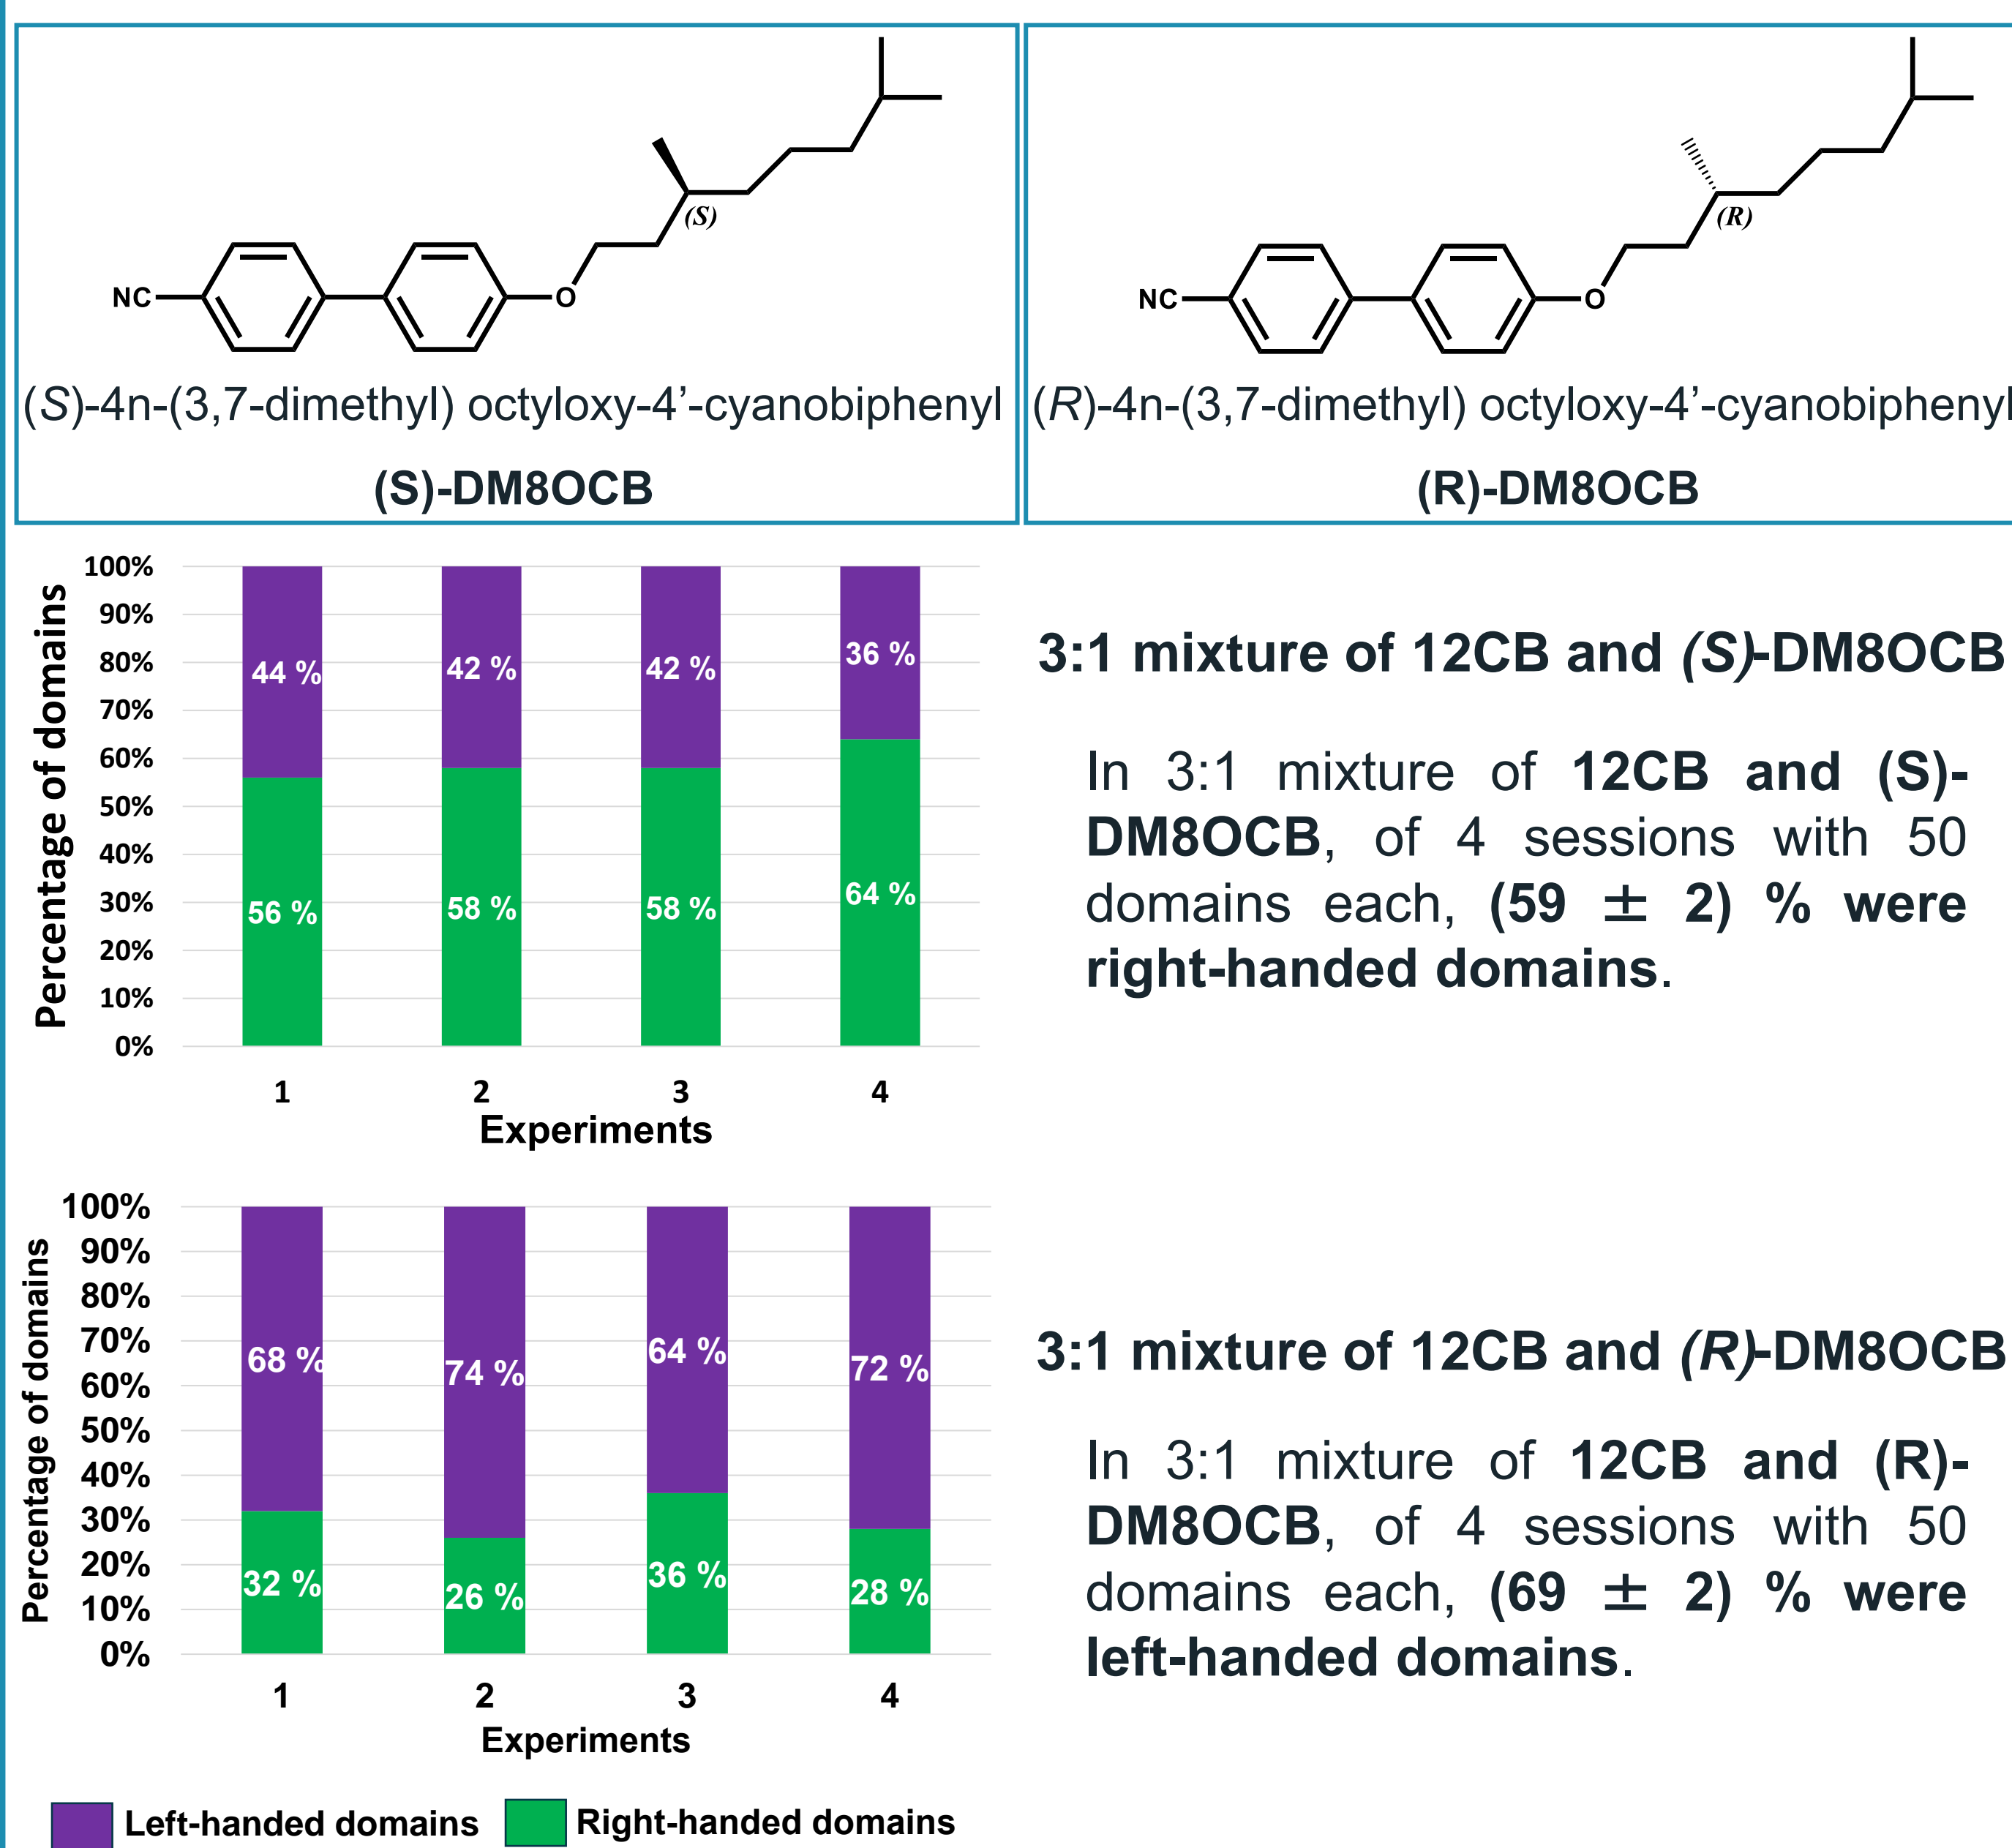 (S)
NC
O
(S)-4n-(3,7-dimethyl) octyloxy-4’-cyanobiphenyl
(S)-DM8OCB
(R)
NC
O
(R)-4n-(3,7-dimethyl) octyloxy-4’-cyanobiphenyl
(R)-DM8OCB
Percentage of domains
100%
90%
80%
70%
60%
50%
40%
30%
20%
10%
0%
44 %
42 %
42 %
36 %
56 %
58 %
58 %
64 %
1 2 3 4
Experiments
3:1 mixture of 12CB and (S)-DM8OCB
In 3:1 mixture of 12CB and (S)-
DM8OCB, of 4 sessions with 50
domains each, (59 ± 2) % were
right-handed domains.
Percentage of domains
100%
90%
80%
70%
60%
50%
40%
30%
20%
10%
0%
68 %
74 %
64 %
72 %
32 %
26 %
36 %
28 %
1 2 3 4
Experiments
3:1 mixture of 12CB and (R)-DM8OCB
In 3:1 mixture of 12CB and (R)-
DM8OCB, of 4 sessions with 50
domains each, (69 ± 2) % were
left-handed domains.
Left-handed domains Right-handed domains